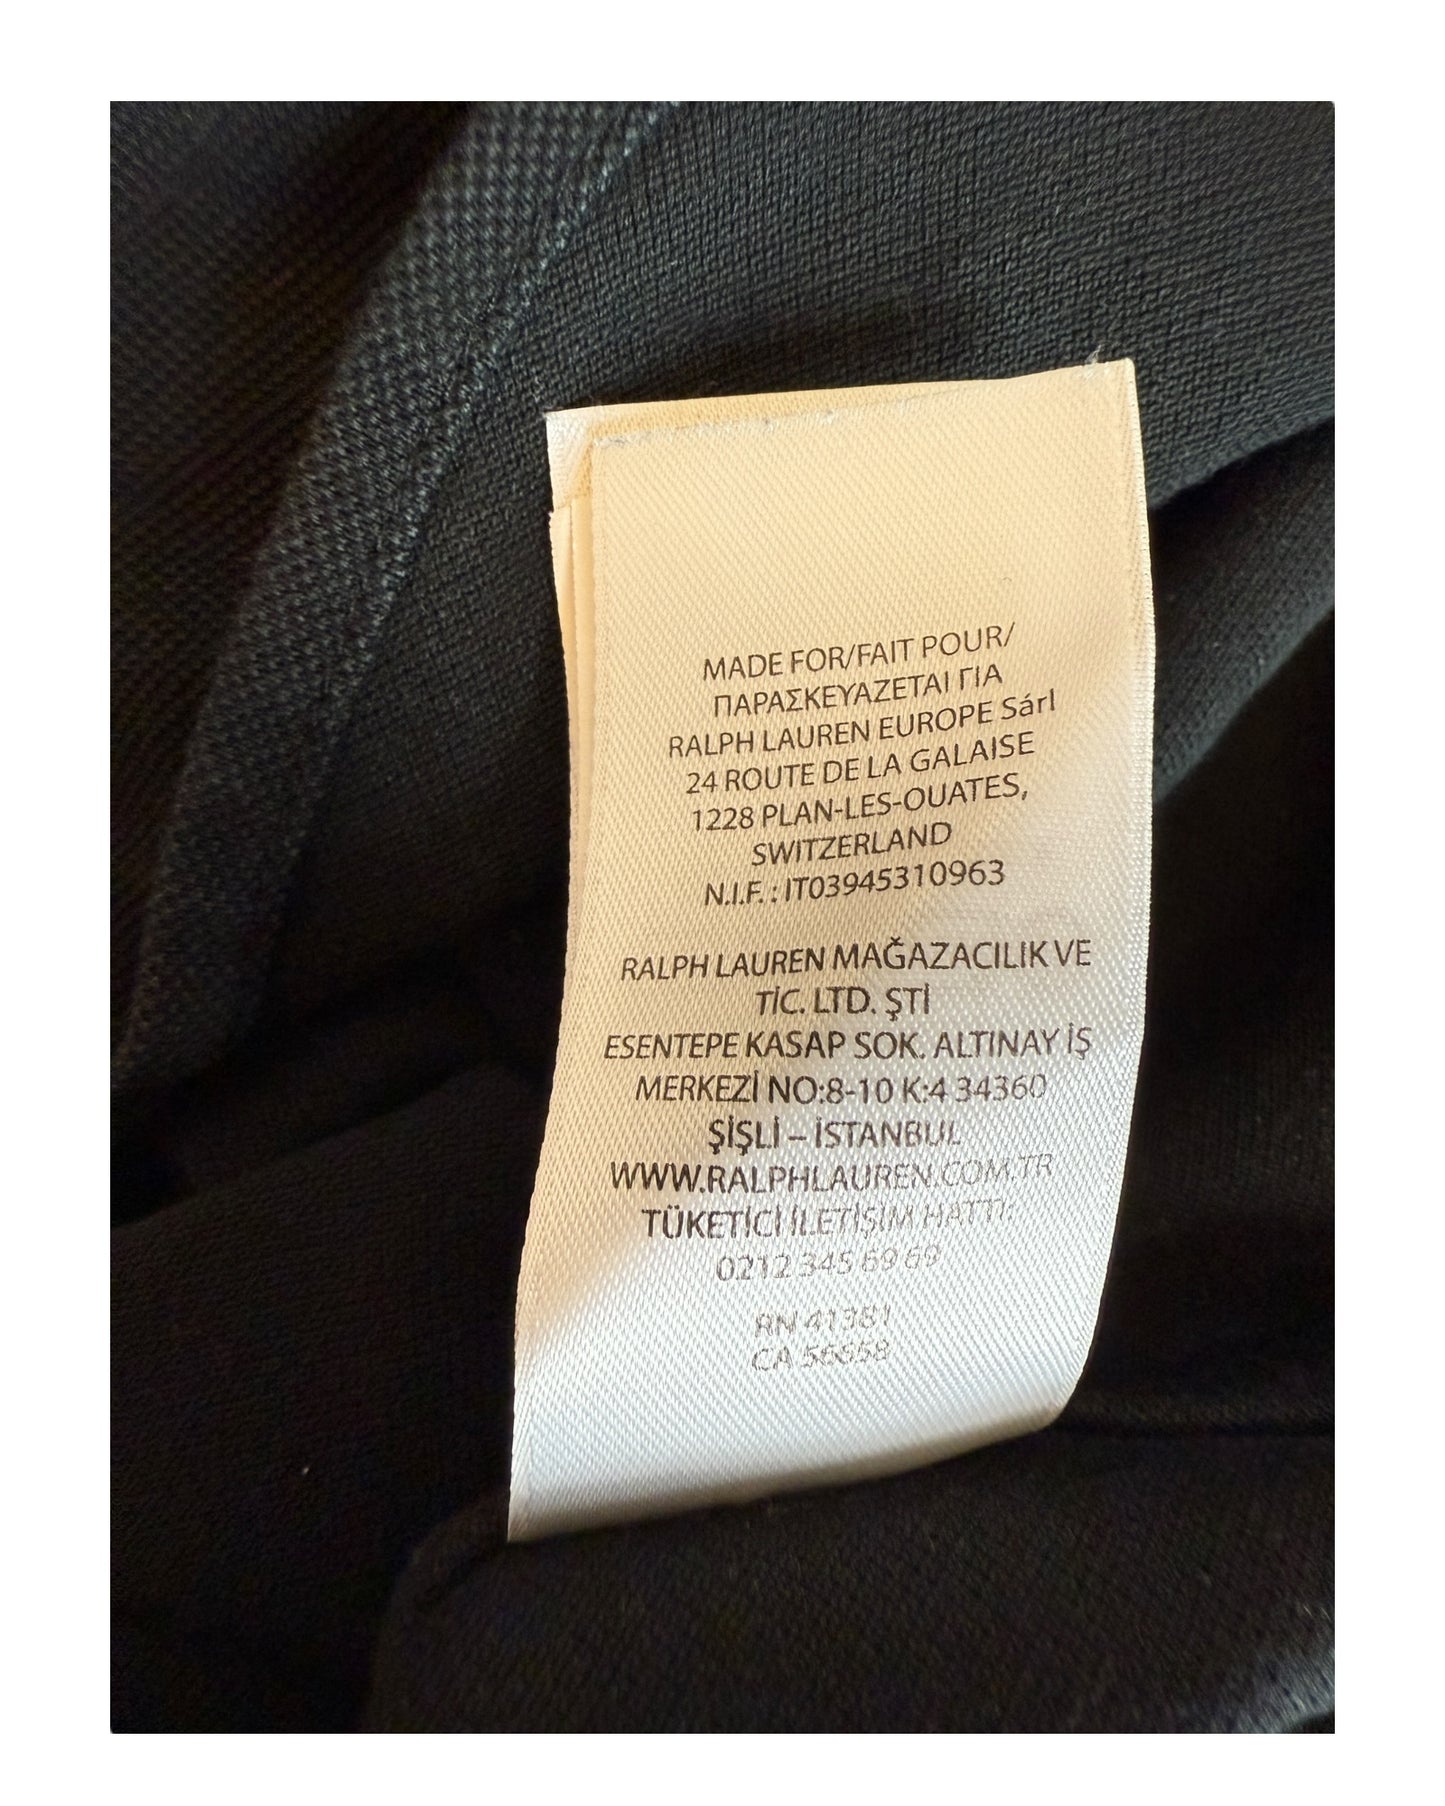 MADE FOR/FAIT POUR/
ΠΑΡΑΣΚΕΥΑΖΕΤΑΙ ΓΙΑ
RALPH LAUREN EUROPE Sárl
24 ROUTE DE LA GALAISE
1228 PLAN-LES-OUATES,
SWITZERLAND
N.I.F. : IT03945310963
RALPH LAUREN MAĞAZACILIK VE
TİC. LTD. ŞTİ
ESENTEPE KASAP SOK. ALTINAY İŞ
MERKEZİ NO:8-10 K:4 34360
ŞİŞLİ – İSTANBUL
WWW.RALPHLAUREN.COM.TR
TÜKETİCİ İLETİŞİM HATTI:
0212 345 69 69
RN 41381
CA 56658